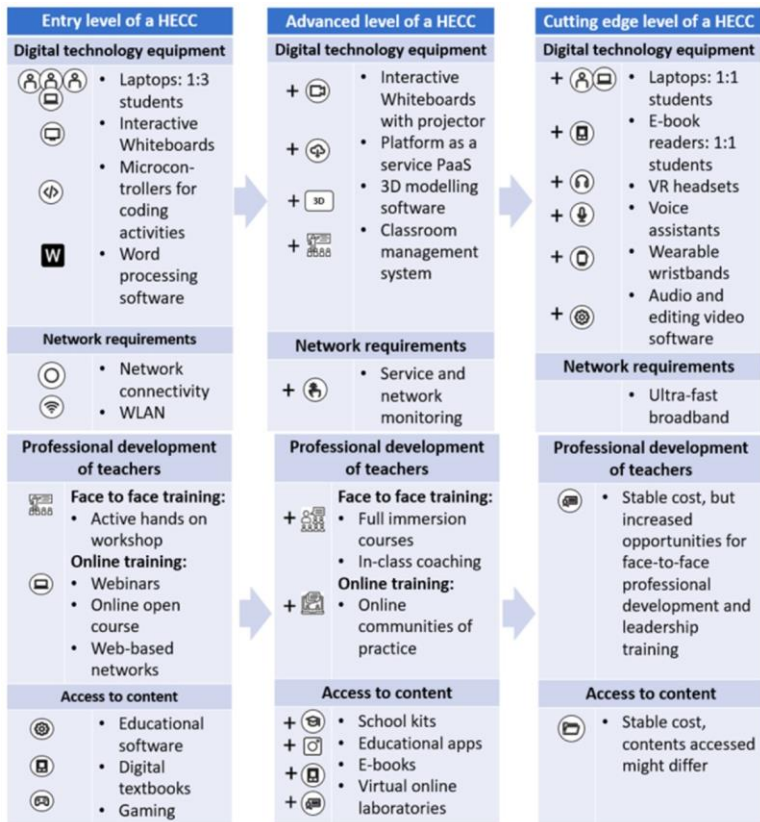 Entry level of a HECC
Digital technology equipment
• Laptops: 1:3
students
• Interactive
Whiteboards
• Microcon-
trollers for
coding
activities
• Word
processing
software
W
Network requirements
• Network
connectivity
• WLAN
Professional development
of teachers
Face to face training:
• Active hands on
workshop
Online training:
• Webinars
• Online open
course
• Web-based
networks
Access to content
• Educational
software
• Digital
textbooks
• Gaming
Advanced level of a HECC
Digital technology equipment
+ • Interactive
Whiteboards
with projector
+ • Platform as a
service PaaS
+ 3D • 3D modelling
software
+ • Classroom
management
system
Network requirements
+ • Service and
network
monitoring
Professional development
of teachers
Face to face training:
+ • Full immersion
courses
• In-class coaching
Online training:
+ • Online
communities of
practice
Access to content
+ • School kits
+ • Educational apps
+ • E-books
+ • Virtual online
laboratories
Cutting edge level of a HECC
Digital technology equipment
+ • Laptops: 1:1
students
+ • E-book
readers: 1:1
students
+ • VR headsets
+ • Voice
assistants
+ • Wearable
wristbands
+ • Audio and
editing video
software
Network requirements
• Ultra-fast
broadband
Professional development
of teachers
• Stable cost, but
increased
opportunities for
face-to-face
professional
development and
leadership
training
Access to content
• Stable cost,
contents accessed
might differ